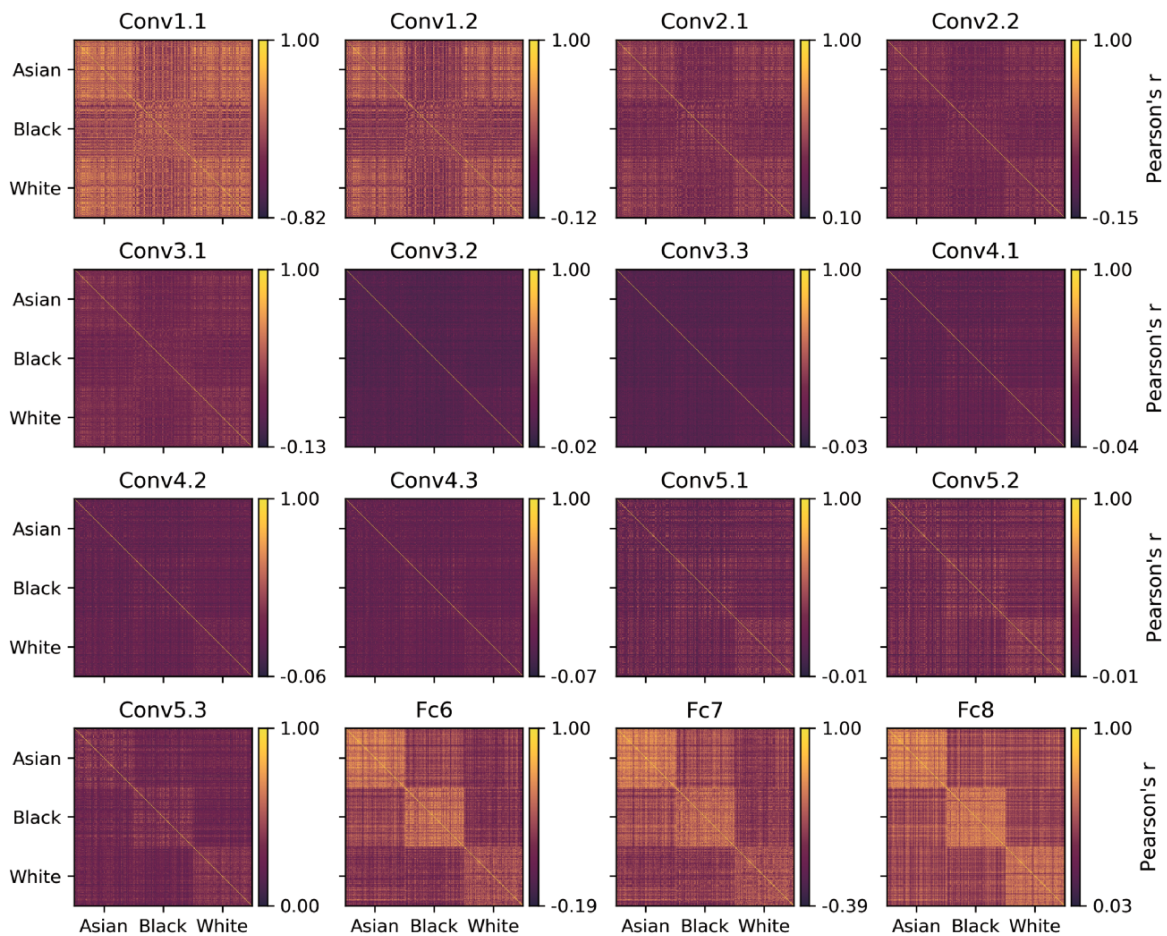 Conv1.1 Conv1.2 Conv2.1 Conv2.2
1.00 1.00 1.00 1.00
Asian
Black
White
Pearson's r
-0.82 -0.12 0.10 -0.15
Conv3.1 Conv3.2 Conv3.3 Conv4.1
1.00 1.00 1.00 1.00
Asian
Black
White
Pearson's r
-0.13 -0.02 -0.03 -0.04
Conv4.2 Conv4.3 Conv5.1 Conv5.2
1.00 1.00 1.00 1.00
Asian
Black
White
Pearson's r
-0.06 -0.07 -0.01 -0.01
Conv5.3 Fc6 Fc7 Fc8
1.00 1.00 1.00 1.00
Asian
Black
White
Pearson's r
0.00 -0.19 -0.39 0.03
Asian Black White Asian Black White Asian Black White Asian Black White